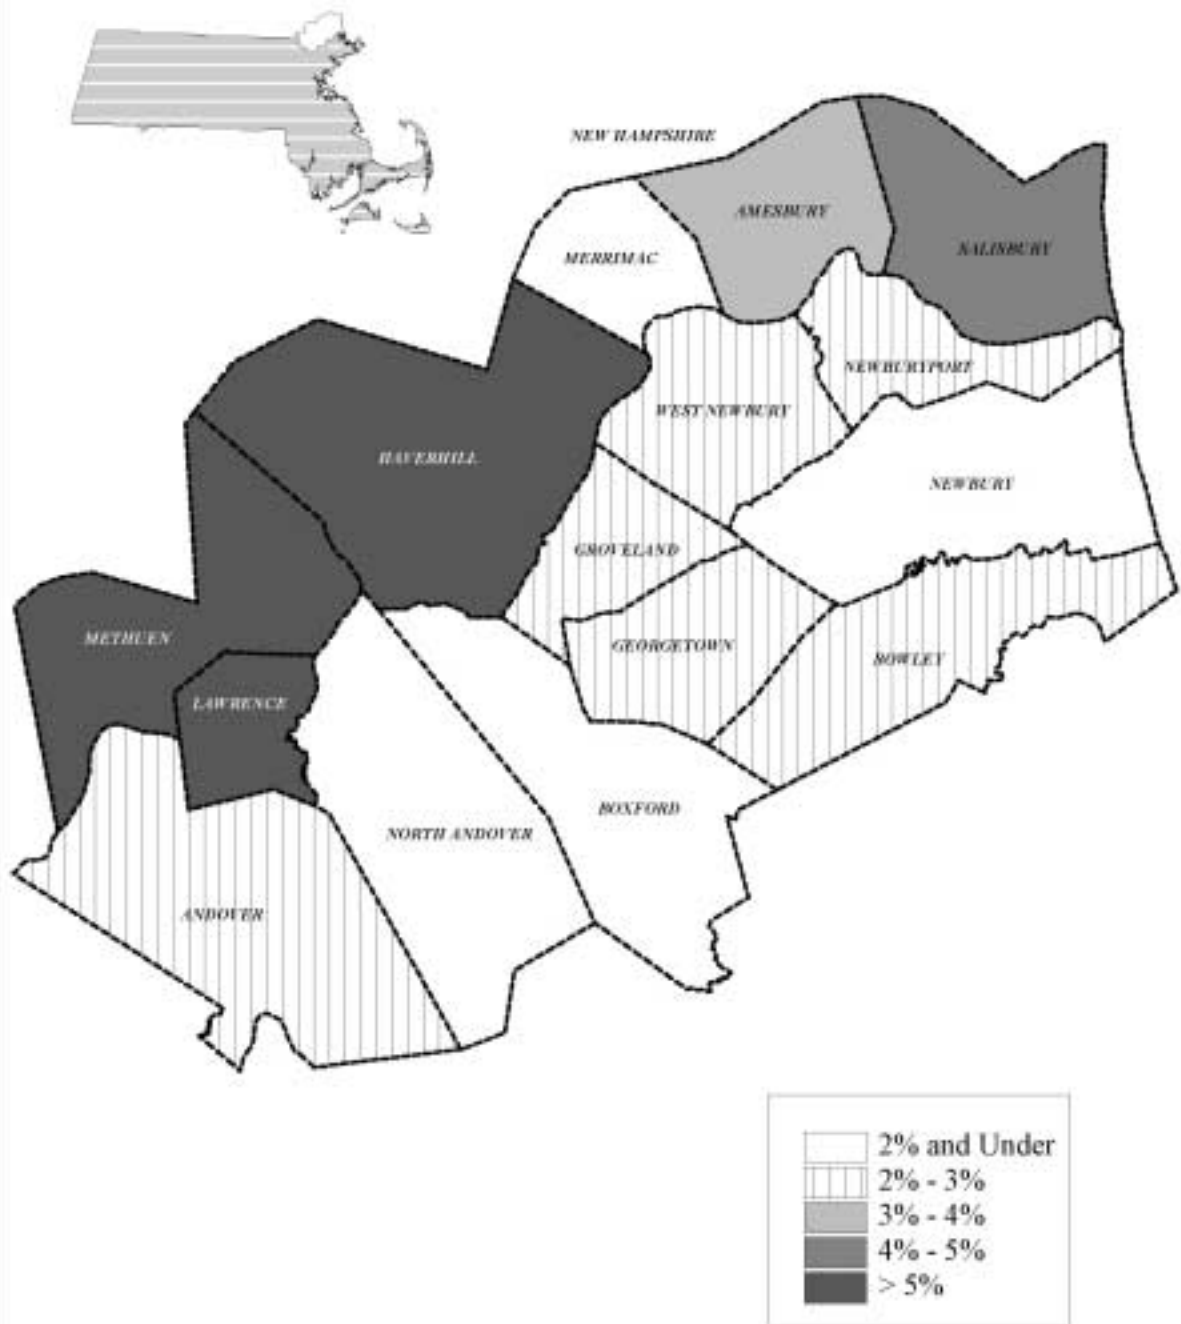 NEW HAMPSHIRE
AMESBURY
SALISBURY
MERRIMAC
NEWBURYPORT
WEST NEWBURY
HAVERHILL
NEWBURY
GROVELAND
METHUEN
GEORGETOWN
ROWLEY
LAWRENCE
BOXFORD
NORTH ANDOVER
ANDOVER
2% and Under
2% - 3%
3% - 4%
4% - 5%
> 5%